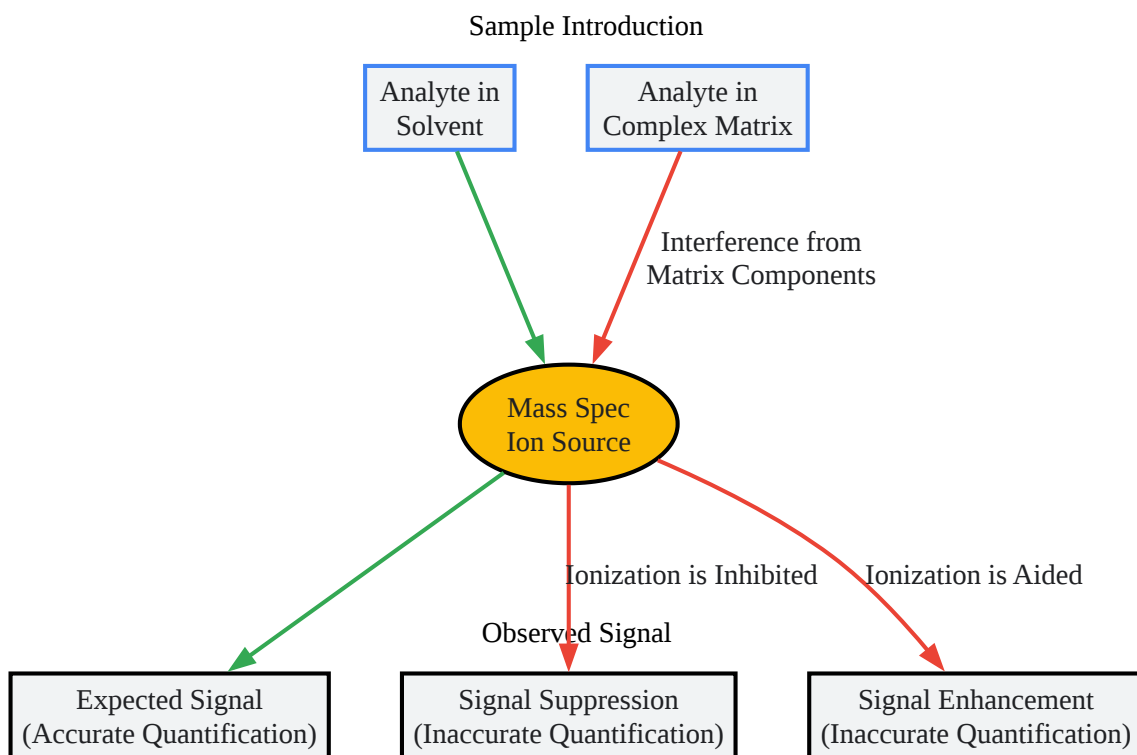 Sample Introduction
Analyte in
Solvent
Analyte in
Complex Matrix
Interference from
Matrix Components
Mass Spec
Ion Source
Ionization is Inhibited
Ionization is Aided
Observed Signal
Expected Signal
(Accurate Quantification)
Signal Suppression
(Inaccurate Quantification)
Signal Enhancement
(Inaccurate Quantification)